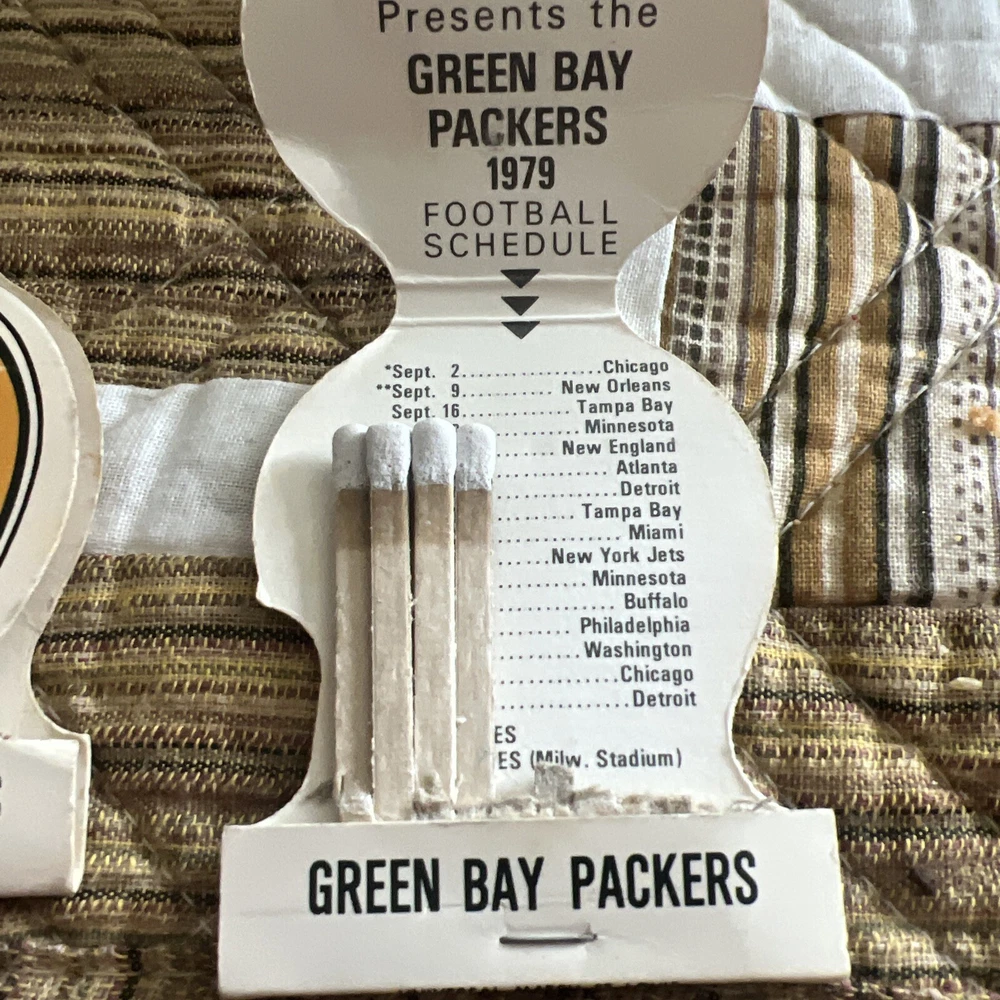 Presents the
GREEN BAY
PACKERS
1979
FOOTBALL
SCHEDULE
*Sept. 2................Chicago
**Sept. 9.......... New Orleans
Sept. 16............ Tampa Bay
.......... Minnesota
......... New England
............ Atlanta
.............Detroit
........ Tampa Bay
............. Miami
......New York Jets
.......... Minnesota
............. Buffalo
........ Philadelphia
.........Washington
.............Chicago
...............Detroit
ES
ES (Milw. Stadium)
GREEN BAY PACKERS